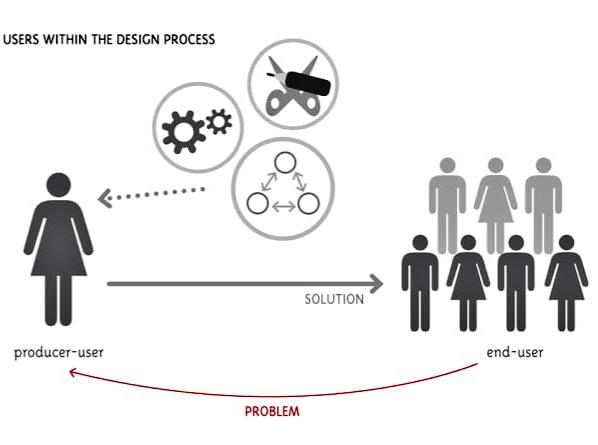 USERS WITHIN THE DESIGN PROCESS
SOLUTION
producer-user
end-user
PROBLEM